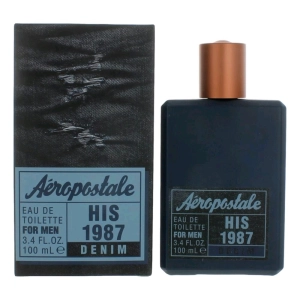 Aéropostale
EAU DE
TOILETTE
FOR MEN
3.4 FL.OZ.
100 mL e
HIS
1987
DENIM
Aéropostale
EAU DE
TOILETTE
FOR MEN
3.4 FL.OZ.
100 mL e
HIS
1987